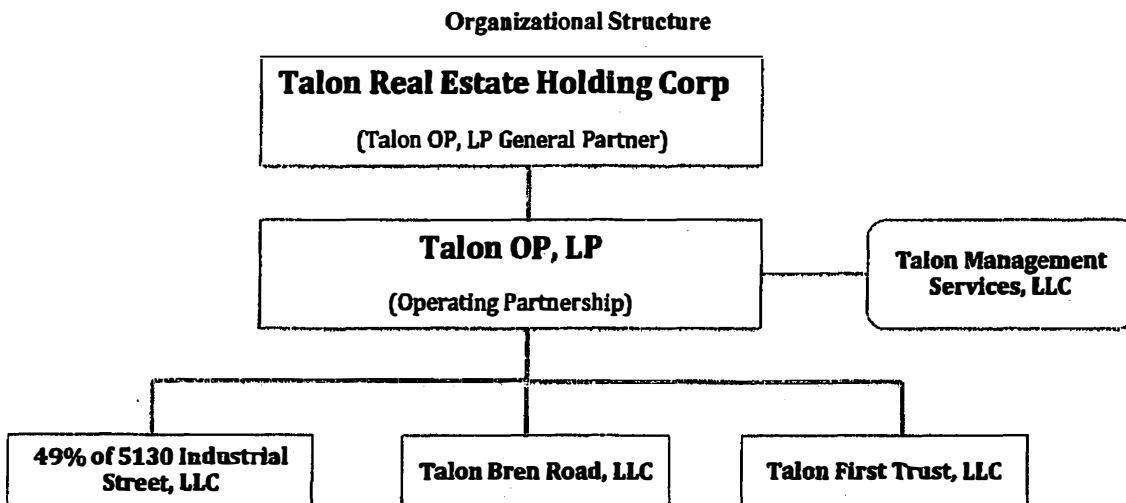 Organizational Structure
Talon Real Estate Holding Corp
(Talon OP, LP General Partner)
Talon OP, LP
(Operating Partnership)
Talon Management
Services, LLC
49% of 5130 Industrial
Street, LLC
Talon Bren Road, LLC
Talon First Trust, LLC